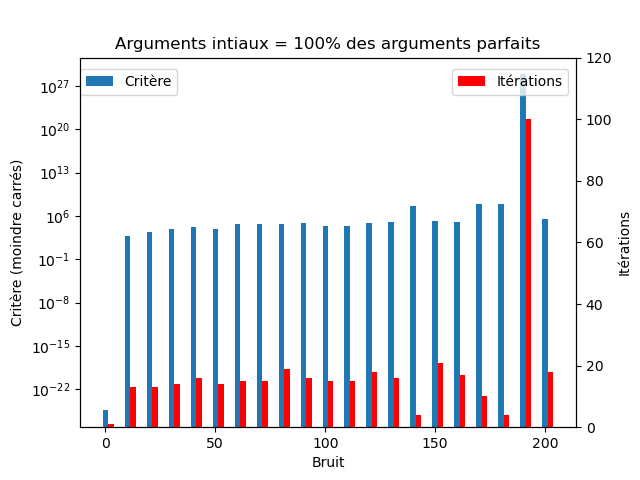 Arguments intiaux = 100% des arguments parfaits
Critère
Itérations
Critère (moindre carrés)
10^27
10^20
10^13
10^6
10^-1
10^-8
10^-15
10^-22
120
100
80
60
40
20
0
Itérations
0 50 100 150 200
Bruit